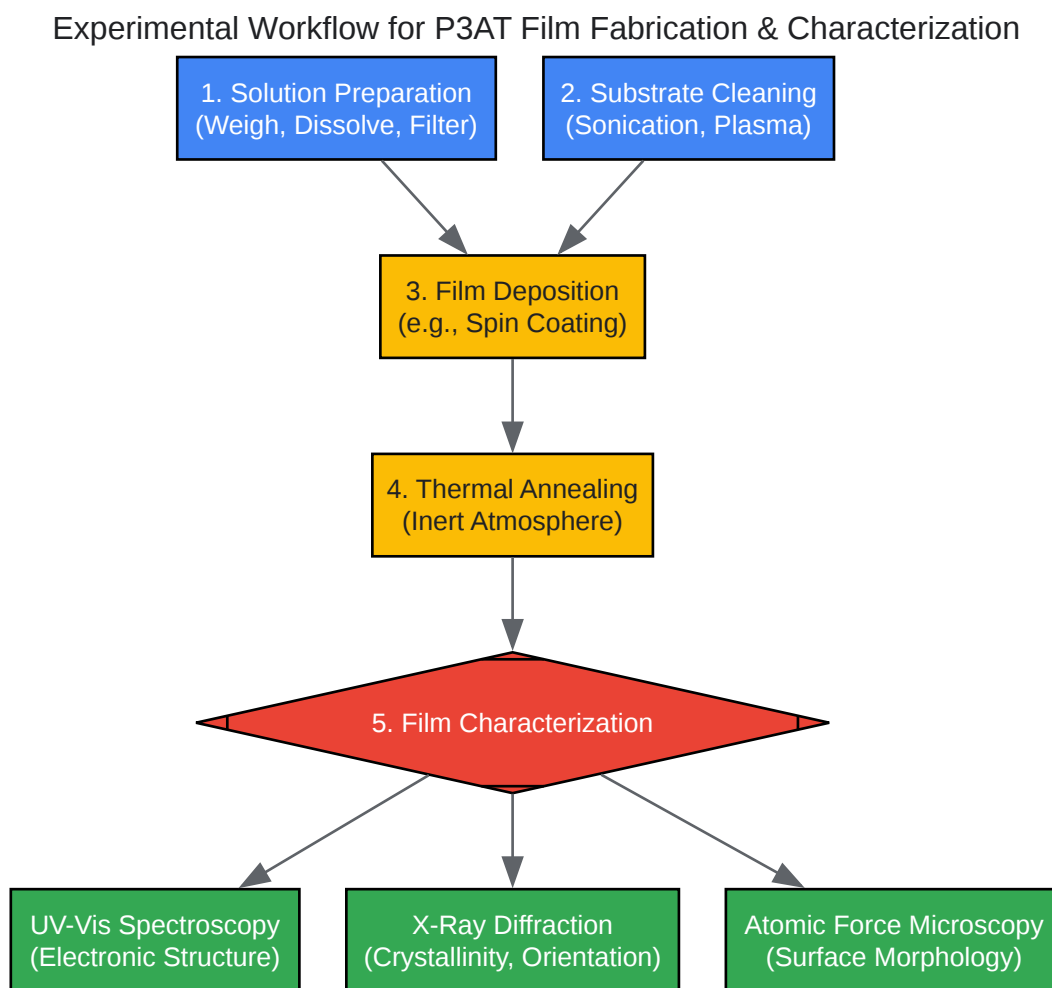 Experimental Workflow for P3AT Film Fabrication & Characterization
1. Solution Preparation
(Weigh, Dissolve, Filter)
2. Substrate Cleaning
(Sonication, Plasma)
3. Film Deposition
(e.g., Spin Coating)
4. Thermal Annealing
(Inert Atmosphere)
5. Film Characterization
UV-Vis Spectroscopy
(Electronic Structure)
X-Ray Diffraction
(Crystallinity, Orientation)
Atomic Force Microscopy
(Surface Morphology)